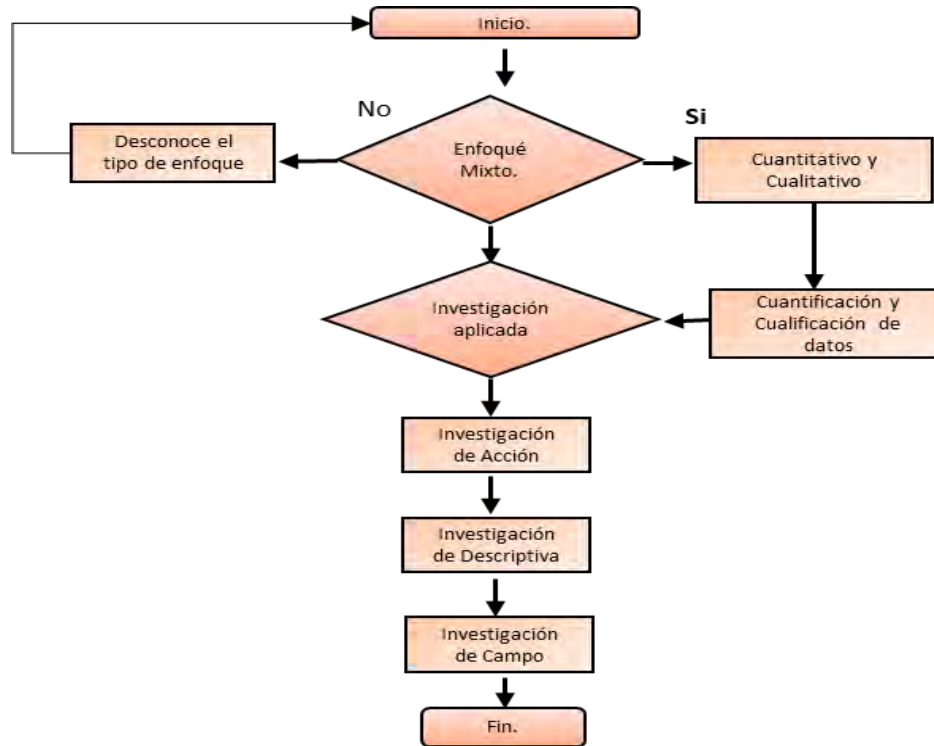 Inicio.
No
Si
Desconoce el
tipo de enfoque
Enfoqué
Mixto.
Cuantitativo y
Cualitativo
Investigación
aplicada
Cuantificación y
Cualificación de
datos
Investigación
de Acción
Investigación
de Descriptiva
Investigación
de Campo
Fin.